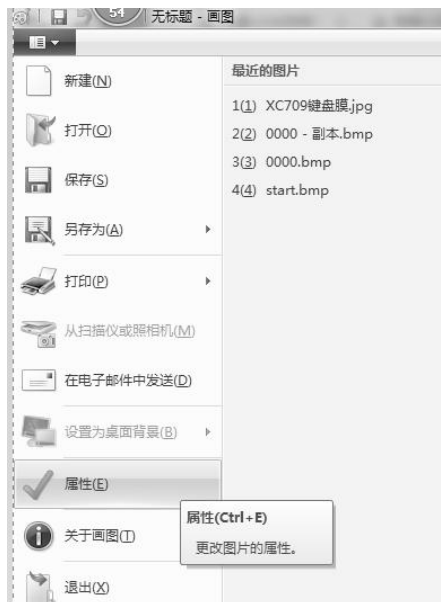 54
无标题 - 画图
新建(N)
打开(O)
保存(S)
另存为(A)
打印(P)
从扫描仪或照相机(M)
在电子邮件中发送(D)
设置为桌面背景(B)
属性(E)
关于画图(T)
退出(X)
最近的图片
1(1) XC709键盘膜.jpg
2(2) 0000 - 副本.bmp
3(3) 0000.bmp
4(4) start.bmp
属性(Ctrl+E)
更改图片的属性。